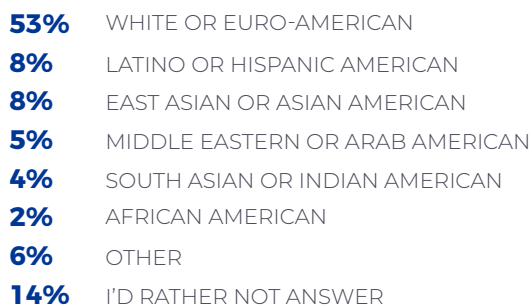 53% WHITE OR EURO-AMERICAN
8% LATINO OR HISPANIC AMERICAN
8% EAST ASIAN OR ASIAN AMERICAN
5% MIDDLE EASTERN OR ARAB AMERICAN
4% SOUTH ASIAN OR INDIAN AMERICAN
2% AFRICAN AMERICAN
6% OTHER
14% I'D RATHER NOT ANSWER